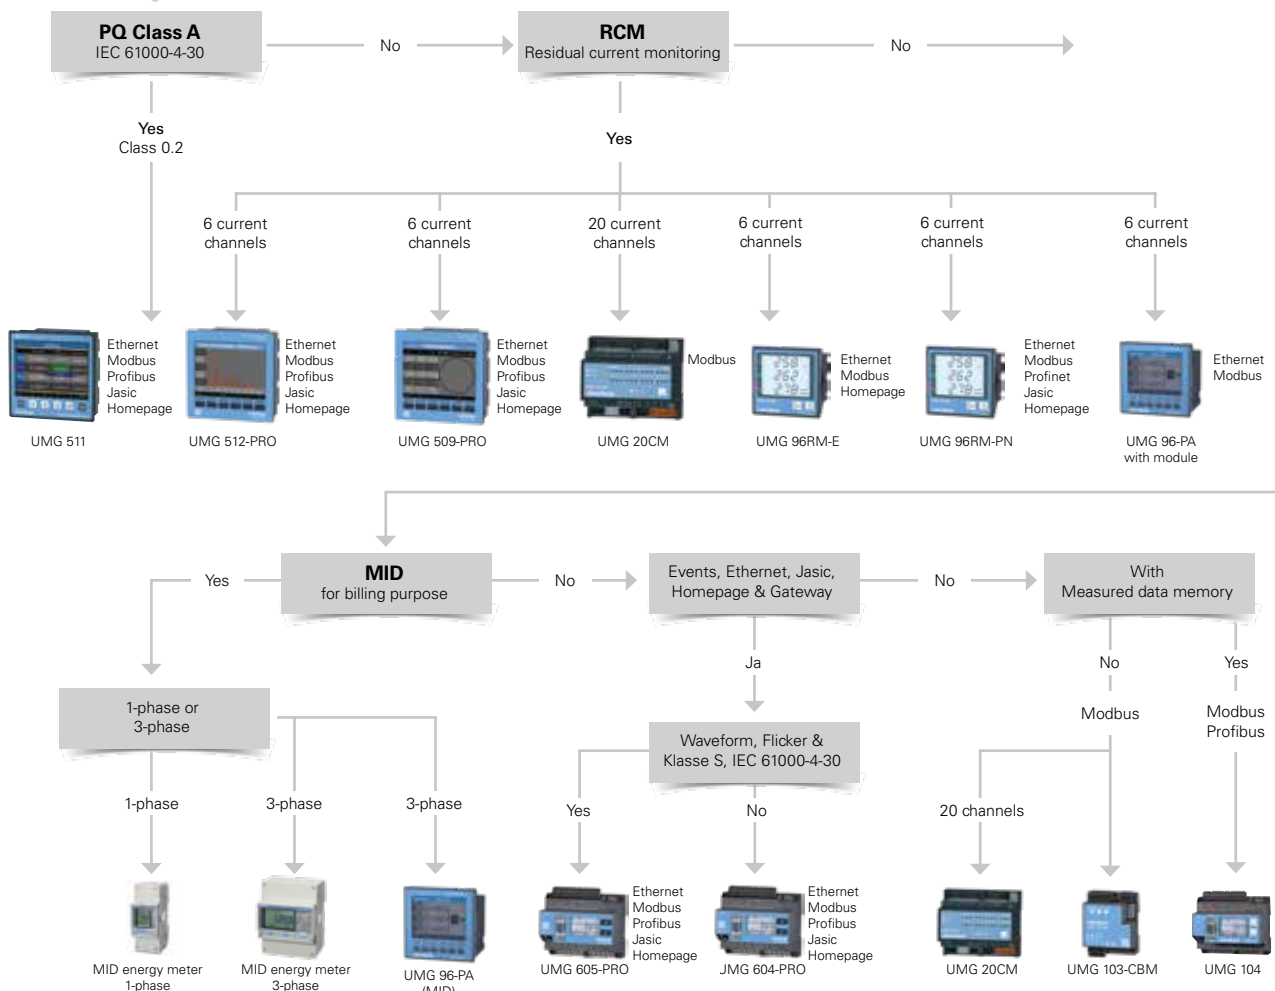 PQ Class A
IEC 61000-4-30
No
RCM
Residual current monitoring
No
Yes
Class 0.2
Yes
6 current
channels
6 current
channels
20 current
channels
6 current
channels
6 current
channels
6 current
channels
Ethernet
Modbus
Profibus
Jasic
Homepage
UMG 511
Ethernet
Modbus
Profibus
Jasic
Homepage
UMG 512-PRO
Ethernet
Modbus
Profibus
Jasic
Homepage
UMG 509-PRO
Modbus
UMG 20CM
Ethernet
Modbus
Homepage
UMG 96RM-E
Ethernet
Modbus
Profinet
Jasic
Homepage
UMG 96RM-PN
Ethernet
Modbus
UMG 96-PA
with module
Yes
MID
for billing purpose
No
Events, Ethernet, Jasic,
Homepage & Gateway
No
With
Measured data memory
Ja
No
Yes
Modbus
Modbus
Profibus
1-phase or
3-phase
Waveform, Flicker &
Klasse S, IEC 61000-4-30
1-phase
3-phase
3-phase
Yes
No
20 channels
MID energy meter
1-phase
MID energy meter
3-phase
UMG 96-PA
(MID)
Ethernet
Modbus
Profibus
Jasic
Homepage
UMG 605-PRO
Ethernet
Modbus
Profibus
Jasic
Homepage
UMG 604-PRO
UMG 20CM
UMG 103-CBM
UMG 104